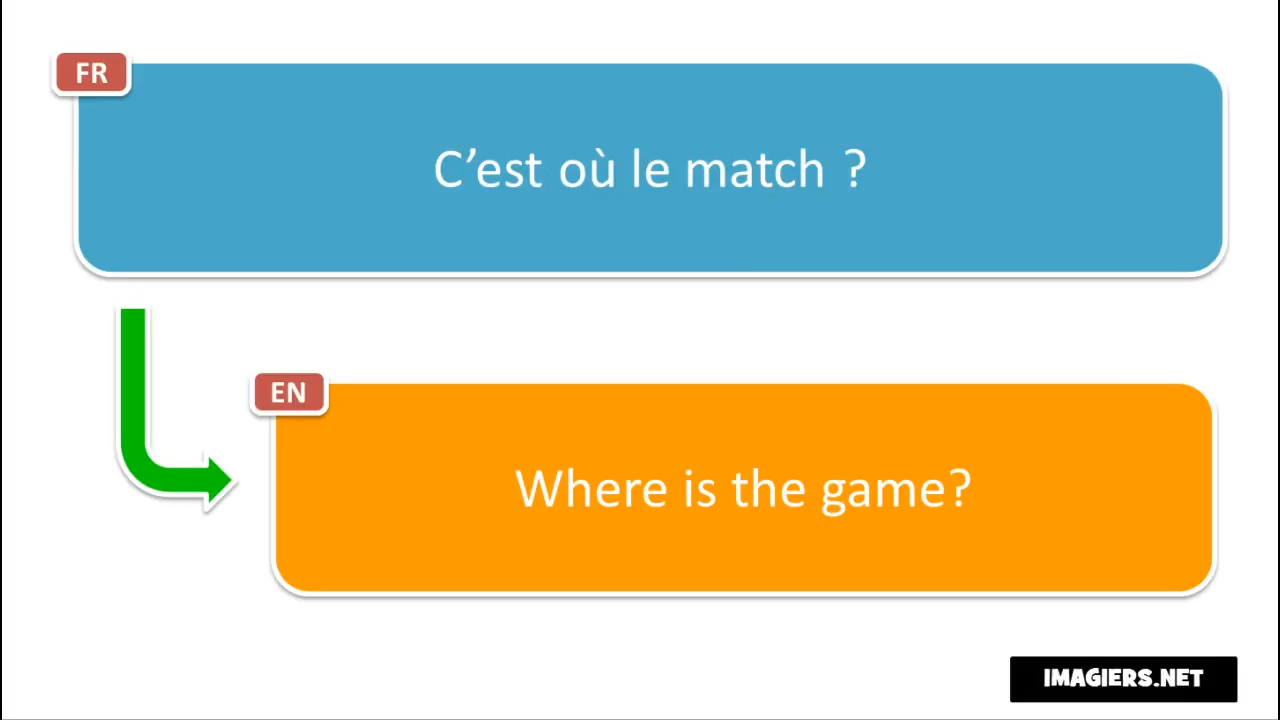 FR
C’est où le match ?
EN
Where is the game?
IMAGIERS.NET